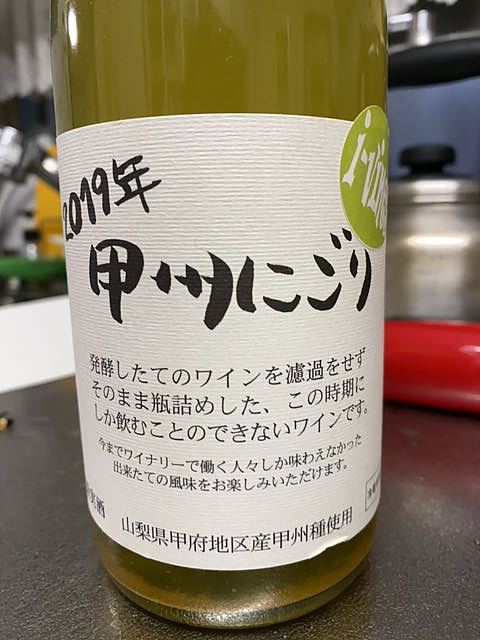 2019年
甲州にごり
発酵したてのワインを濾過をせず
そのまま瓶詰めした、この時期に
しか飲むことのできないワインです。
今までワイナリーで働く人々しか味わえなかった
出来たての風味をお楽しみいただけます。
山梨県甲府地区産甲州種使用